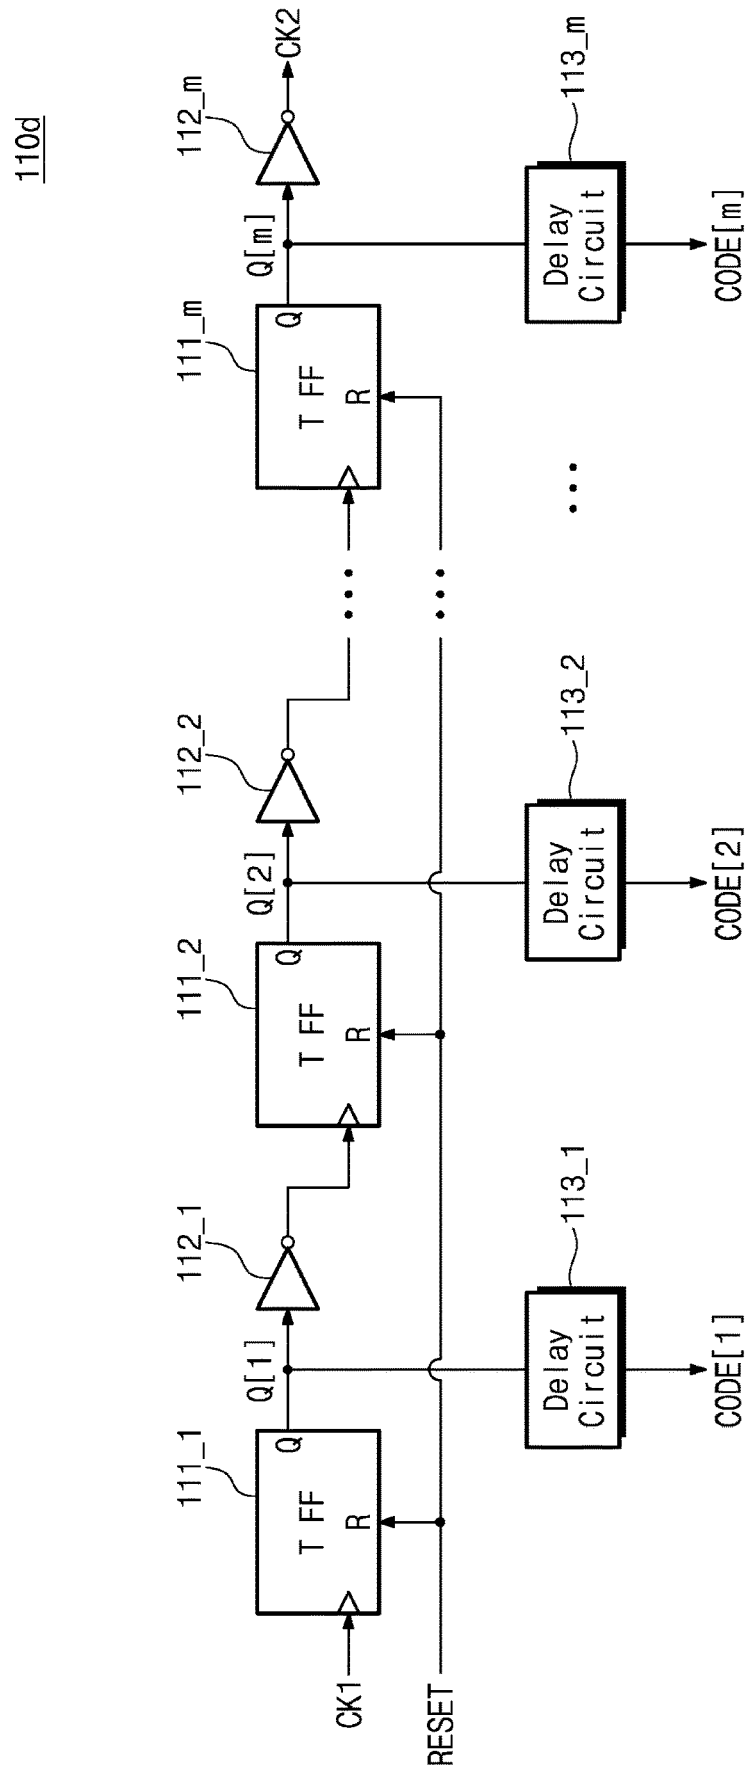 110d
111_1
112_1
111_2
112_2
111_m
112_m
Q[1]
Q[2]
Q[m]
CK2
Q
Q
Q
T FF
T FF
T FF
R
R
R
CK1
RESET
113_1
113_2
113_m
Delay
Circuit
Delay
Circuit
Delay
Circuit
CODE[1]
CODE[2]
CODE[m]